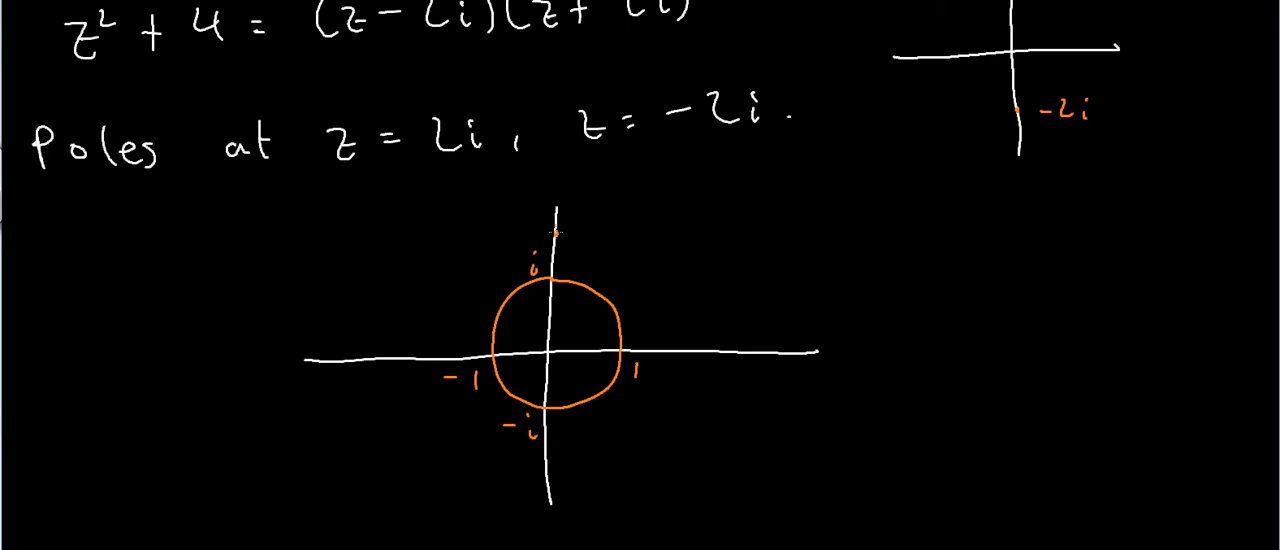 z² + 4 = (z - 2i)(z + 2i)
-2i
Poles at z = 2i, z = -2i.
i
-1
1
-i